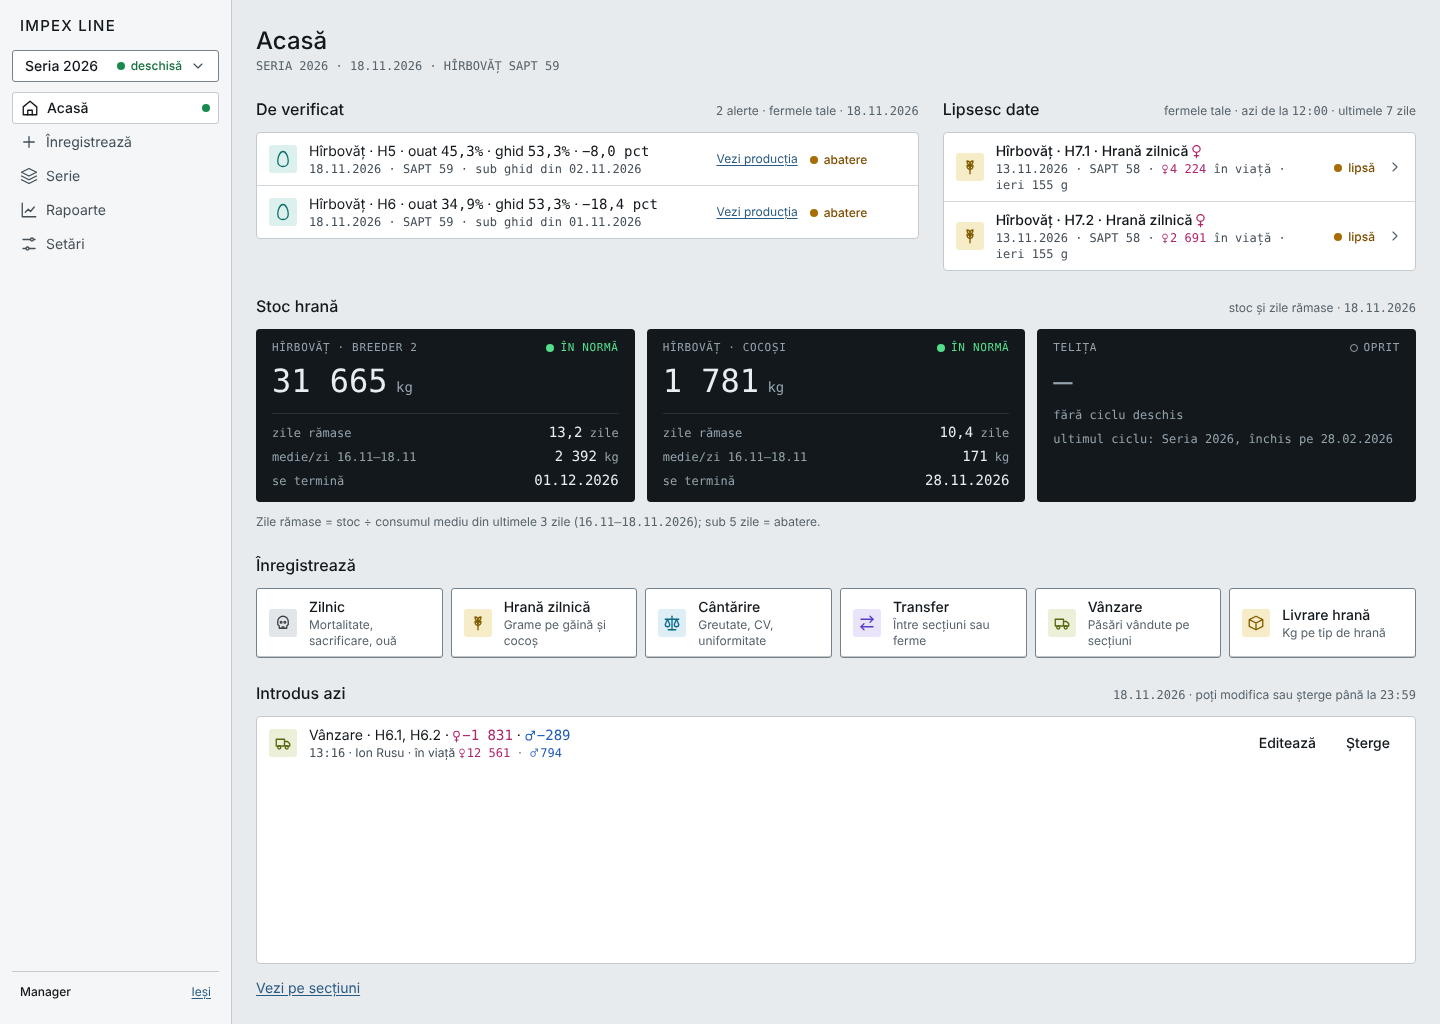 IMPEX LINE
Seria 2026 deschisă
Acasă
Înregistrează
Serie
Rapoarte
Setări
Manager Ieși
Acasă
SERIA 2026 · 18.11.2026 · HÎRBOVĂȚ SAPT 59
De verificat 2 alerte · fermele tale · 18.11.2026
Hîrbovăț · H5 · ouat 45,3% · ghid 53,3% · −8,0 pct
18.11.2026 · SAPT 59 · sub ghid din 02.11.2026
Vezi producția abatere
Hîrbovăț · H6 · ouat 34,9% · ghid 53,3% · −18,4 pct
18.11.2026 · SAPT 59 · sub ghid din 01.11.2026
Vezi producția abatere
Lipsesc date fermele tale · azi de la 12:00 · ultimele 7 zile
Hîrbovăț · H7.1 · Hrană zilnică ♀
13.11.2026 · SAPT 58 · ♀4 224 în viață ·
ieri 155 g
lipsă
Hîrbovăț · H7.2 · Hrană zilnică ♀
13.11.2026 · SAPT 58 · ♀2 691 în viață ·
ieri 155 g
lipsă
Stoc hrană stoc și zile rămase · 18.11.2026
HÎRBOVĂȚ · BREEDER 2 ÎN NORMĂ
31 665 kg
zile rămase 13,2 zile
medie/zi 16.11–18.11 2 392 kg
se termină 01.12.2026
HÎRBOVĂȚ · COCOȘI ÎN NORMĂ
1 781 kg
zile rămase 10,4 zile
medie/zi 16.11–18.11 171 kg
se termină 28.11.2026
TELIȚA OPRIT
—
fără ciclu deschis
ultimul ciclu: Seria 2026, închis pe 28.02.2026
Zile rămase = stoc ÷ consumul mediu din ultimele 3 zile (16.11–18.11.2026); sub 5 zile = abatere.
Înregistrează
Zilnic
Mortalitate,
sacrificare, ouă
Hrană zilnică
Grame pe găină și
cocoș
Cântărire
Greutate, CV,
uniformitate
Transfer
Între secțiuni sau
ferme
Vânzare
Păsări vândute pe
secțiuni
Livrare hrană
Kg pe tip de hrană
Introdus azi 18.11.2026 · poți modifica sau șterge până la 23:59
Vânzare · H6.1, H6.2 · ♀−1 831 · ♂−289
13:16 · Ion Rusu · în viață ♀12 561 · ♂794
Editează Șterge
Vezi pe secțiuni